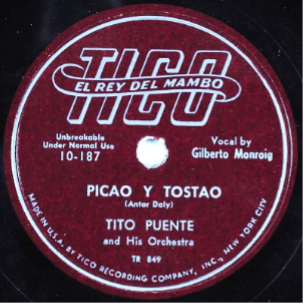 TICO
EL REY DEL MAMBO
Unbreakable
Under Normal Use
10-187
Vocal by
Gilberto Monroig
PICAO Y TOSTAO
(Antar Daly)
TITO PUENTE
and His Orchestra
TR 849
MADE IN U.S.A. BY TICO RECORDING COMPANY, INC., NEW YORK CITY